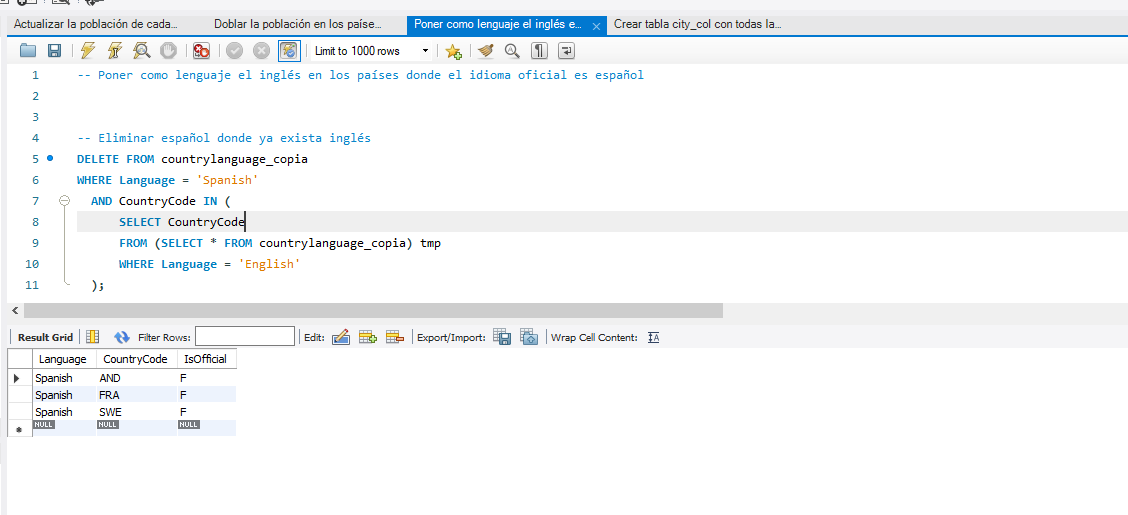 Actualizar la población de cada...
Doblar la población en los paíse...
Poner como lenguaje el inglés e...
Crear tabla city_col con todas la...
Limit to 1000 rows
1 -- Poner como lenguaje el inglés en los países donde el idioma oficial es español
2
3
4 -- Eliminar español donde ya exista inglés
5 DELETE FROM countrylanguage_copia
6 WHERE Language = 'Spanish'
7 AND CountryCode IN (
8 SELECT CountryCode
9 FROM (SELECT * FROM countrylanguage_copia) tmp
10 WHERE Language = 'English'
11 );
Result Grid Filter Rows: Edit: Export/Import: Wrap Cell Content:
Language CountryCode IsOfficial
Spanish AND F
Spanish FRA F
Spanish SWE F
NULL NULL NULL